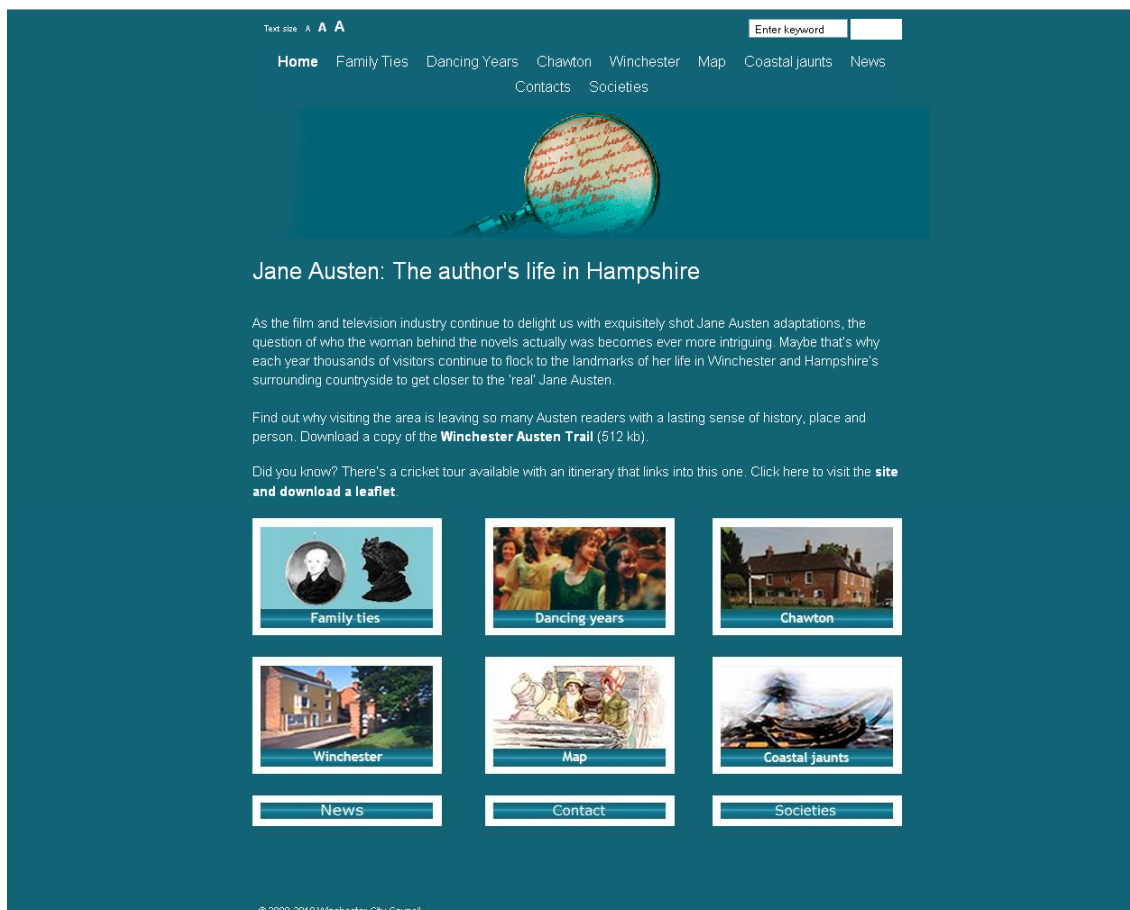 Text size A A A
Enter keyword
Home Family Ties Dancing Years Chawton Winchester Map Coastal jaunts News
Contacts Societies
Jane Austen: The author's life in Hampshire
As the film and television industry continue to delight us with exquisitely shot Jane Austen adaptations, the
question of who the woman behind the novels actually was becomes ever more intriguing. Maybe that's why
each year thousands of visitors continue to flock to the landmarks of her life in Winchester and Hampshire's
surrounding countryside to get closer to the 'real' Jane Austen.
Find out why visiting the area is leaving so many Austen readers with a lasting sense of history, place and
person. Download a copy of the Winchester Austen Trail (512 kb).
Did you know? There's a cricket tour available with an itinerary that links into this one. Click here to visit the site
and download a leaflet.
Family ties
Dancing years
Chawton
Winchester
Map
Coastal jaunts
News
Contact
Societies
Winchester City Council